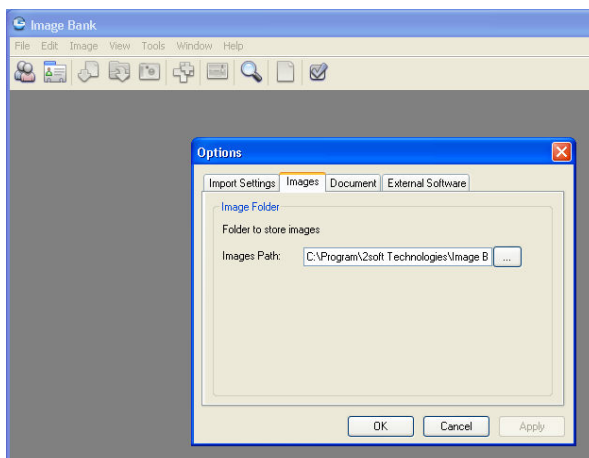 Image Bank
File Edit Image View Tools Window Help
Options
Import Settings Images Document External Software
Image Folder
Folder to store images
Images Path: C:\Program\2soft Technologies\Image B ...
OK Cancel Apply